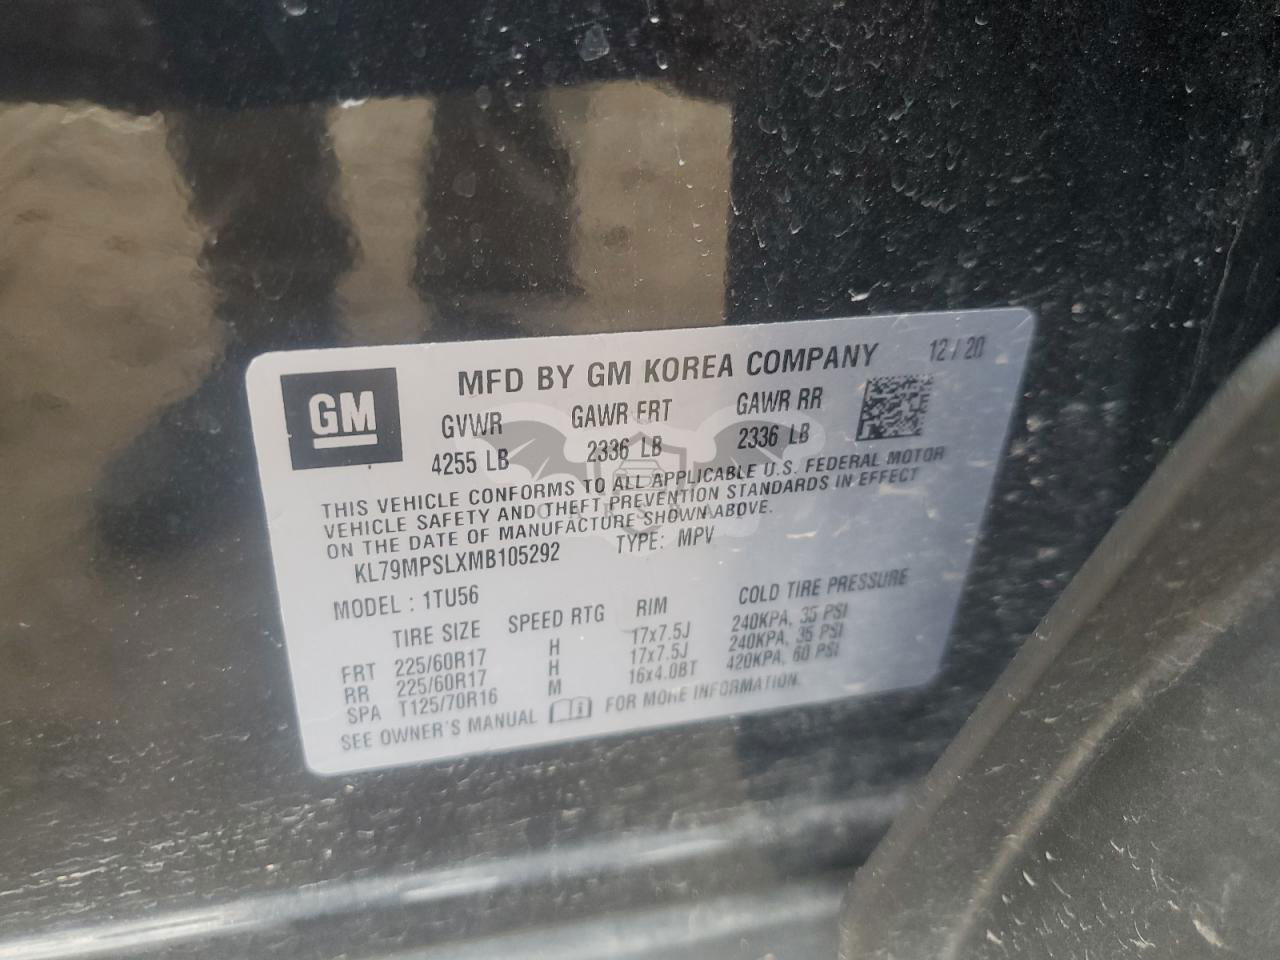 GM
MFD BY GM KOREA COMPANY 12 / 20
GVWR GAWR FRT GAWR RR
4255 LB 2336 LB 2336 LB
THIS VEHICLE CONFORMS TO ALL APPLICABLE U.S. FEDERAL MOTOR
VEHICLE SAFETY AND THEFT PREVENTION STANDARDS IN EFFECT
ON THE DATE OF MANUFACTURE SHOWN ABOVE.
KL79MPSLXMB105292 TYPE: MPV
MODEL : 1TU56
TIRE SIZE SPEED RTG RIM COLD TIRE PRESSURE
FRT 225/60R17 H 17x7.5J 240KPA, 35 PSI
RR 225/60R17 H 17x7.5J 240KPA, 35 PSI
SPA T125/70R16 M 16x4.0BT 420KPA, 60 PSI
SEE OWNER'S MANUAL FOR MORE INFORMATION.